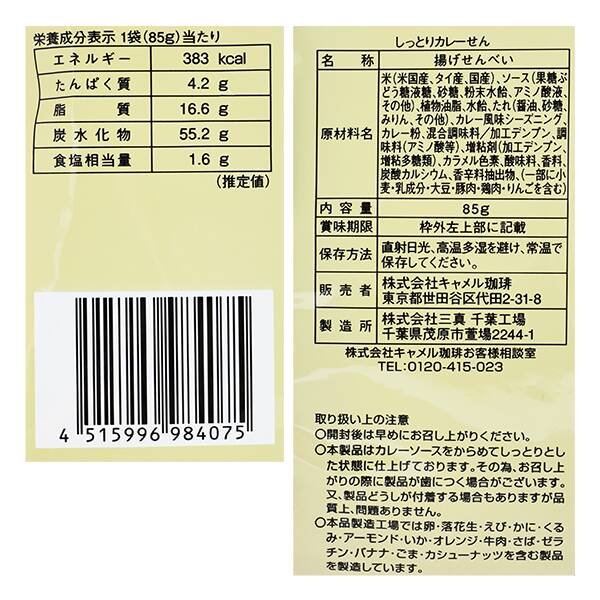 栄養成分表示 1袋(85g)当たり
エネルギー 383 kcal
たんぱく質 4.2 g
脂質 16.6 g
炭水化物 55.2 g
食塩相当量 1.6 g
(推定値)
4 515996 984075
しっとりカレーせん
名称 揚げせんべい
原材料名 米(米国産、タイ産、国産)、ソース(果糖ぶ
どう糖液糖、砂糖、粉末水飴、アミノ酸液、
その他)、植物油脂、水飴、たれ(醤油、砂糖、
みりん、その他)、カレー風味シーズニング、
カレー粉、混合調味料/加工デンプン、調
味料(アミノ酸等)、増粘剤(加工デンプン、
増粘多糖類)、カラメル色素、酸味料、香料、
炭酸カルシウム、香辛料抽出物、(一部に小
麦・乳成分・大豆・豚肉・鶏肉・りんごを含む)
内容量 85g
賞味期限 枠外左上部に記載
保存方法 直射日光、高温多湿を避け、常温で
保存してください。
販売者 株式会社キャメル珈琲
東京都世田谷区代田2-31-8
製造所 株式会社三真 千葉工場
千葉県茂原市萱場2244-1
株式会社キャメル珈琲お客様相談室
TEL:0120-415-023
取り扱い上の注意
○開封後は早めにお召し上がりください。
○本製品はカレーソースをからめてしっとりとし
た状態に仕上げております。その為、お召し上
がりの際に製品が歯につく場合がございます。
又、製品どうしが付着する場合もありますが品
質上、問題ありません。
○本品製造工場では卵・落花生・えび・かに・くる
み・アーモンド・いか・オレンジ・牛肉・さば・ゼラ
チン・バナナ・ごま・カシューナッツを含む製品
を製造しています。